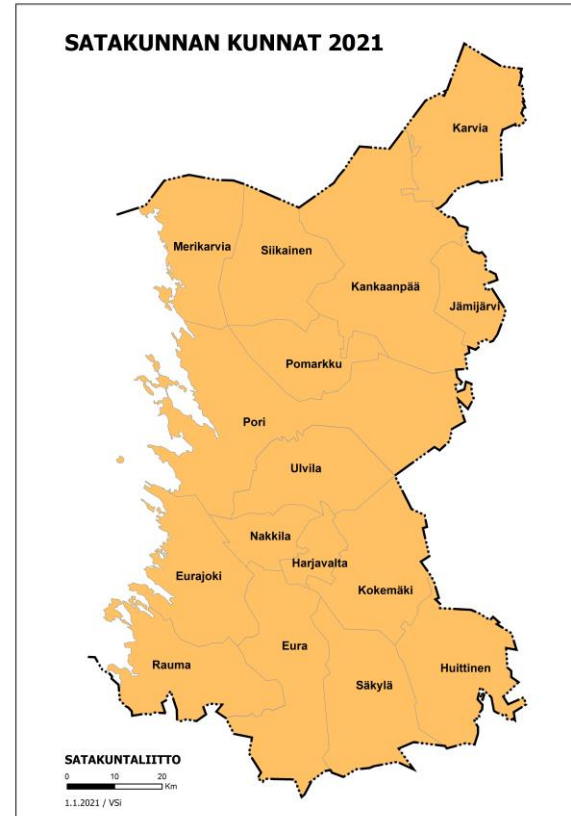 SATAKUNNAN KUNNAT 2021
Karvia
Merikarvia
Siikainen
Kankaanpää
Jämijärvi
Pomarkku
Pori
Ulvila
Nakkila
Harjavalta
Eurajoki
Kokemäki
Eura
Rauma
Huittinen
Säkylä
SATAKUNTALIITTO
0 10 20
Km
1.1.2021 / VSi